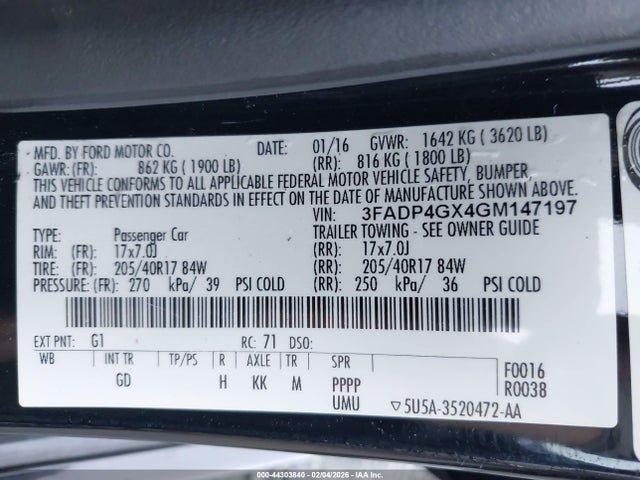 MFD. BY FORD MOTOR CO. DATE: 01/16 GVWR: 1642 KG ( 3620 LB)
GAWR: (FR): 862 KG ( 1900 LB) (RR): 816 KG ( 1800 LB)
THIS VEHICLE CONFORMS TO ALL APPLICABLE FEDERAL MOTOR VEHICLE SAFETY, BUMPER,
AND THEFT STANDARDS IN EFFECT ON THE DATE OF MANUFACTURE SHOWN ABOVE.
VIN: 3FADP4GX4GM147197
TYPE: Passenger Car TRAILER TOWING - SEE OWNER GUIDE
RIM: (FR): 17x7.0J (RR): 17x7.0J
TIRE: (FR): 205/40R17 84W (RR): 205/40R17 84W
PRESSURE: (FR): 270 kPa/ 39 PSI COLD (RR): 250 kPa/ 36 PSI COLD
EXT PNT: G1 RC: 71 DSO:
WB INT TR TP/PS R AXLE TR SPR
GD H KK M PPPP
UMU
F0016
R0038
▽5U5A-3520472-AA
000-44303840 - 02/04/2026 - IAAI.COM